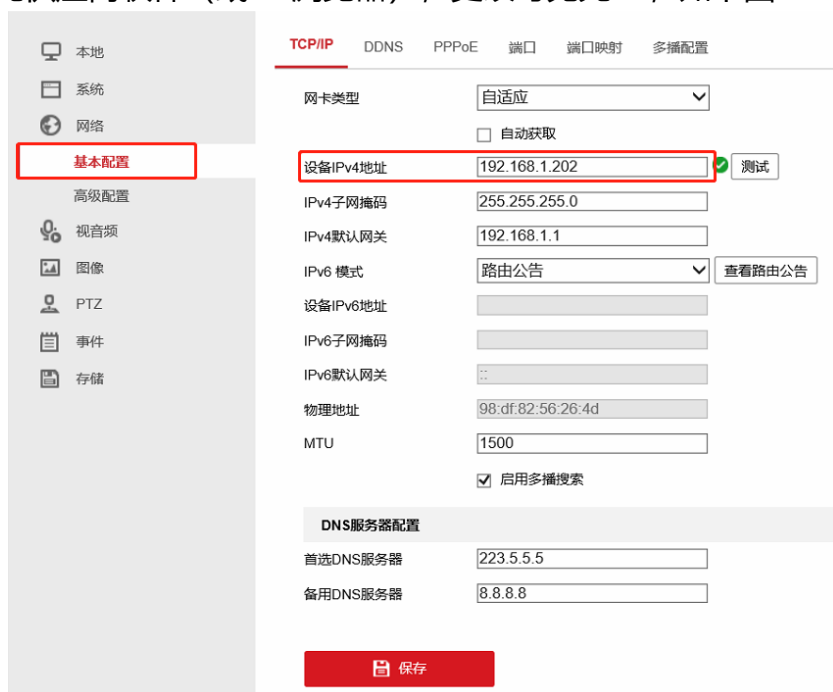 本地
系统
网络
基本配置
高级配置
视音频
图像
PTZ
事件
存储
TCP/IP DDNS PPPoE 端口 端口映射 多播配置
网卡类型 自适应
自动获取
设备IPv4地址 192.168.1.202 测试
IPv4子网掩码 255.255.255.0
IPv4默认网关 192.168.1.1
IPv6 模式 路由公告 查看路由公告
设备IPv6地址
IPv6子网掩码
IPv6默认网关 ::
物理地址 98:df:82:56:26:4d
MTU 1500
启用多播搜索
DNS服务器配置
首选DNS服务器 223.5.5.5
备用DNS服务器 8.8.8.8
保存